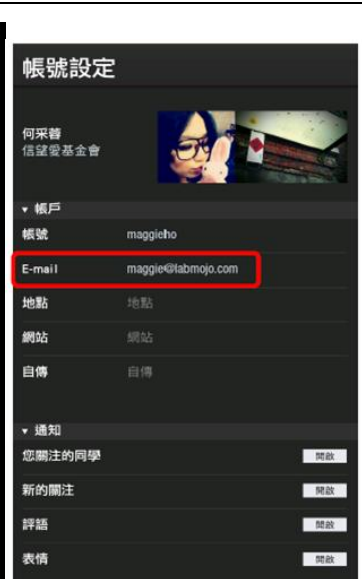 帳號設定
何采蓉
信望愛基金會
▾ 帳戶
帳號 maggieho
E-mail maggie@labmojo.com
地點 地點
網站 網站
自傳 自傳
▾ 通知
您關注的同學 開啟
新的關注 開啟
評語 開啟
表情 開啟